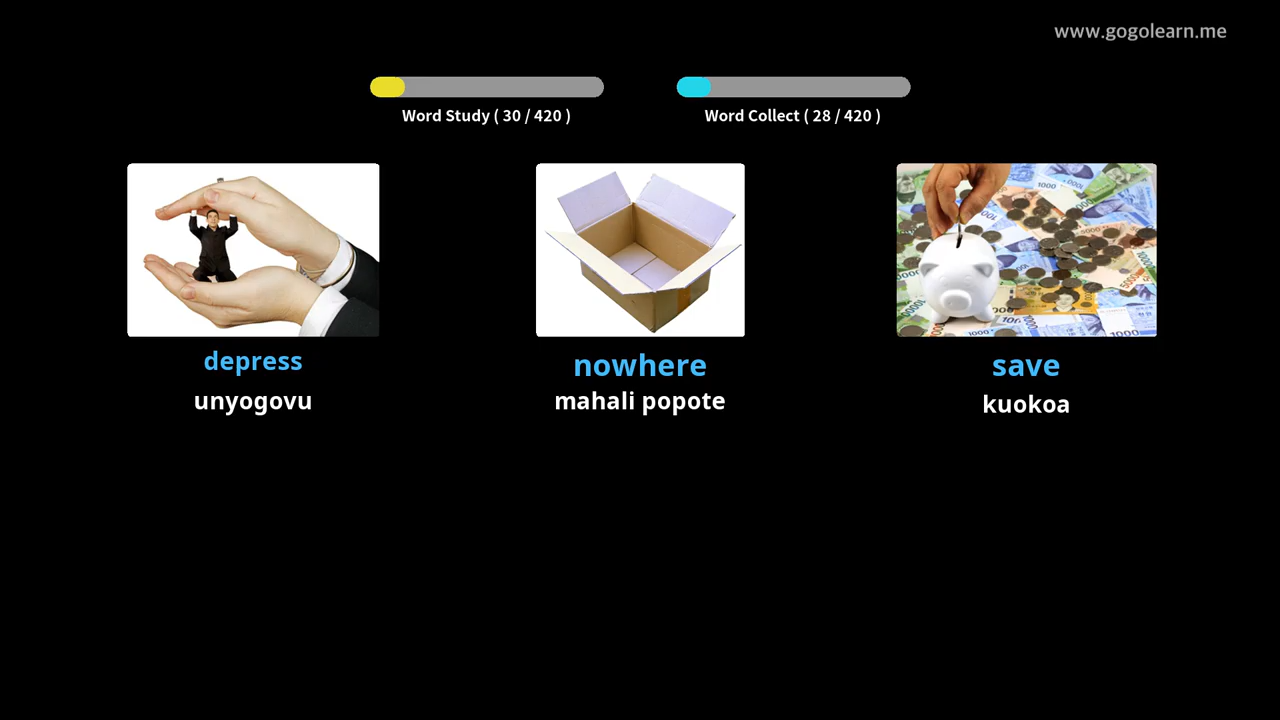 www.gogolearn.me
Word Study ( 30 / 420 )
Word Collect ( 28 / 420 )
depress
unyogovu
nowhere
mahali popote
save
kuokoa